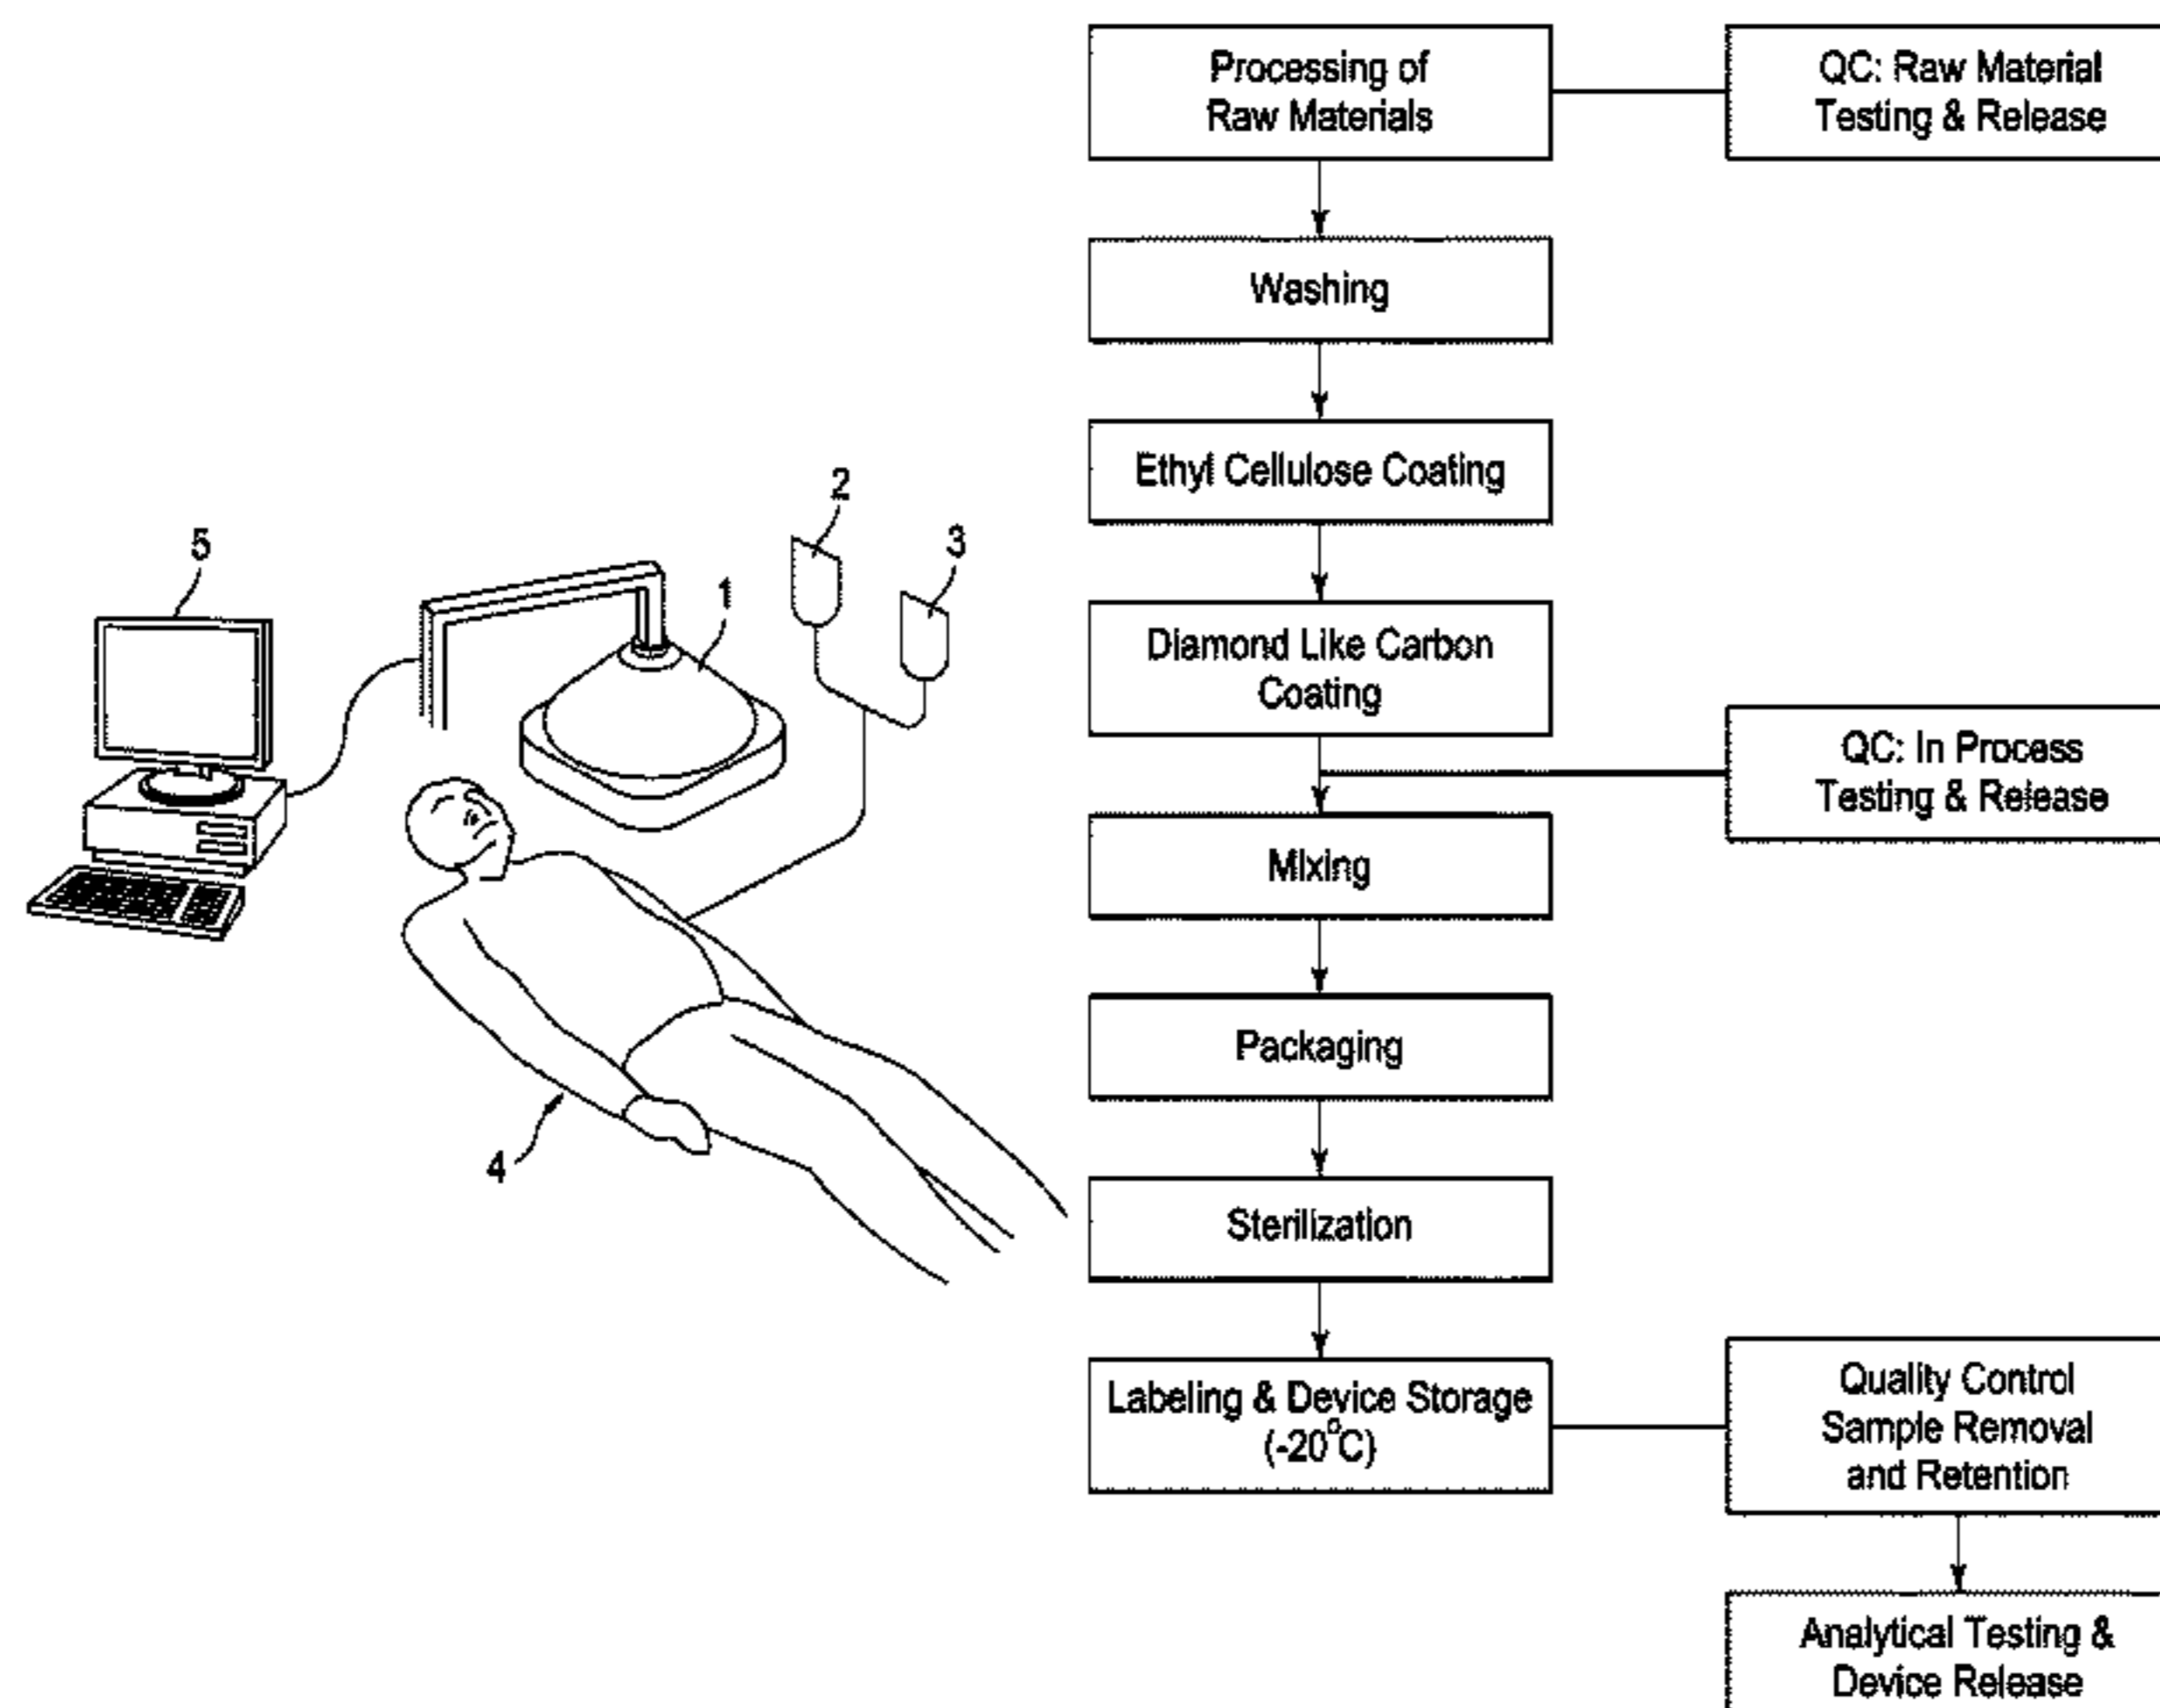 Processing of
Raw Materials
QC: Raw Material
Testing & Release
Washing
Ethyl Cellulose Coating
Diamond Like Carbon
Coating
QC: In Process
Testing & Release
Mixing
Packaging
Sterilization
Labeling & Device Storage
(-20°C)
Quality Control
Sample Removal
and Retention
Analytical Testing &
Device Release
5
1
2
3
4